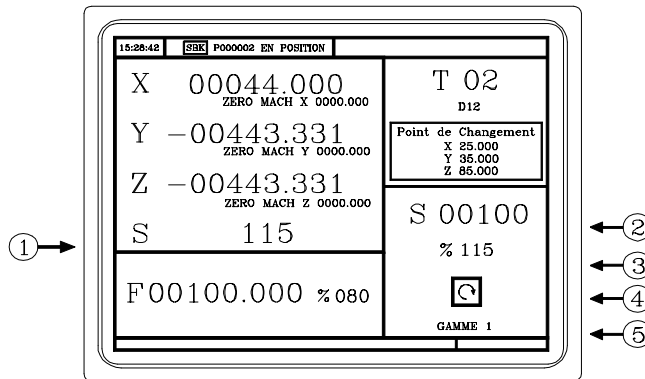 15:28:42 SBK P000002 EN POSITION
X 00044.000
ZERO MACH X 0000.000
Y -00443.331
ZERO MACH Y 0000.000
Z -00443.331
ZERO MACH Z 0000.000
S 115
F00100.000 %080
T 02
D12
Point de Changement
X 25.000
Y 35.000
Z 85.000
S 00100
% 115
GAMME 1
1
2
3
4
5